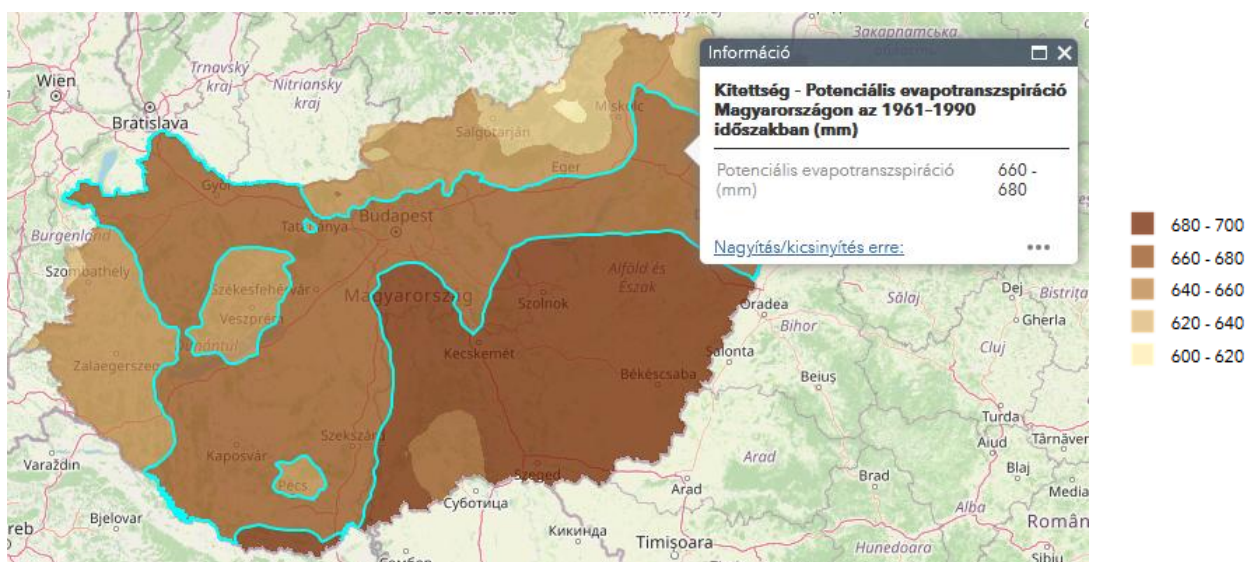 Slovensko
Закарпатська
Információ
Kitettség - Potenciális evapotranszspiráció
Magyarországon az 1961–1990
időszakban (mm)
Potenciális evapotranszspiráció
(mm)
660 -
680
Nagyítás/kicsinyítés erre:
Wien
Trnavský
kraj
Nitriansky
kraj
Bratislava
Miskolc
Salgótarján
Eger
Győr
Budapest
Tatabánya
Burgenland
Szombathely
Székesfehérvár
Veszprém
Magyarország
Alföld és
Észak
Szolnok
Dunántúl
Zalaegerszeg
Kecskemét
Békéscsaba
Kaposvár
Szekszárd
Pécs
Szeged
Varaždin
Bjelovar
Суботица
Кикинда
Сомбор
Timișoara
Arad
Arad
Oradea
Bihor
Salonta
Beiuș
Sălaj
Dej
Bistrița
Gherla
Cluj
Turda
Aiud
Târnăver
Blaj
Brad
Media
Alba
Român
Hunedoara
Sibiu
680 - 700
660 - 680
640 - 660
620 - 640
600 - 620